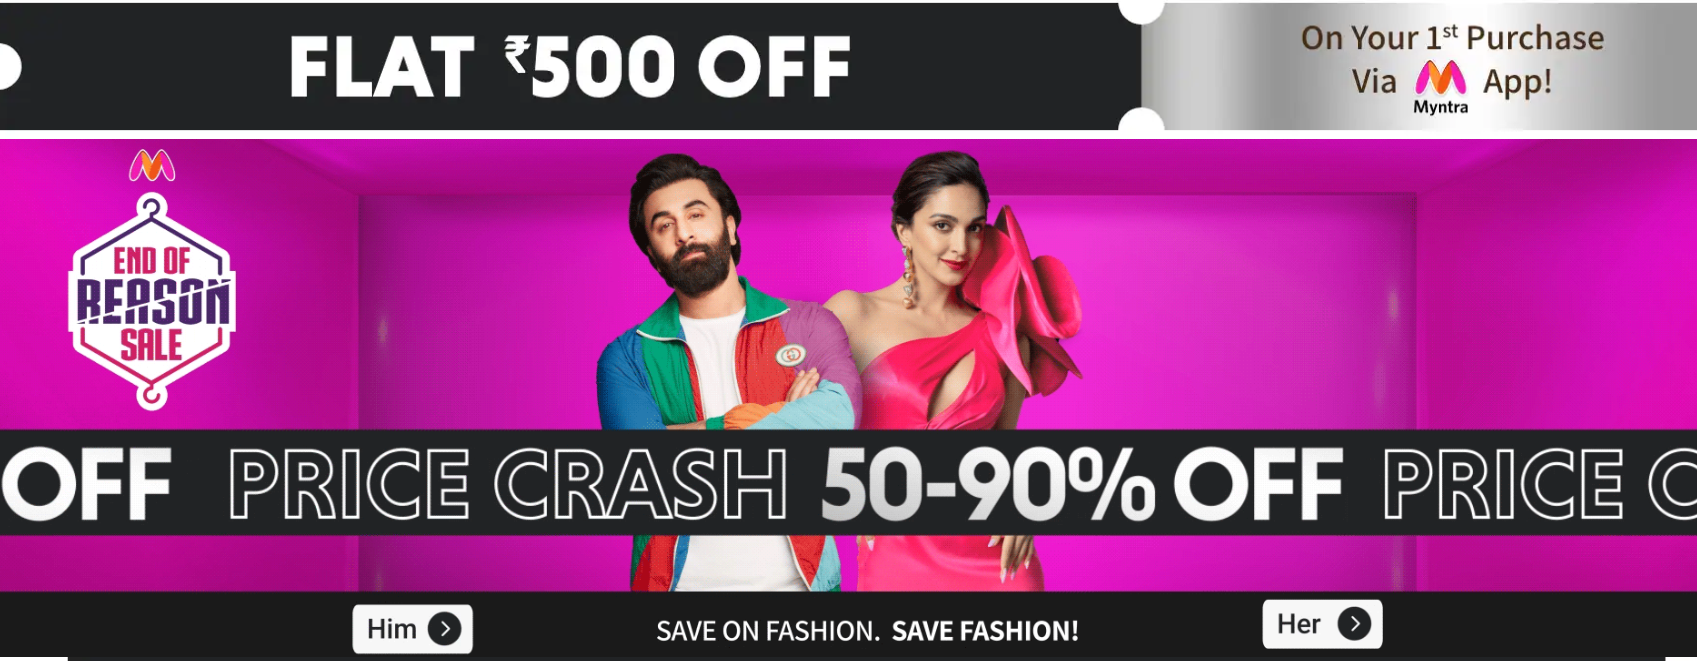 FLAT ₹500 OFF
On Your 1st Purchase
Via Myntra App!
END OF
REASON
SALE
OFF PRICE CRASH 50-90% OFF PRICE C
Him
SAVE ON FASHION. SAVE FASHION!
Her